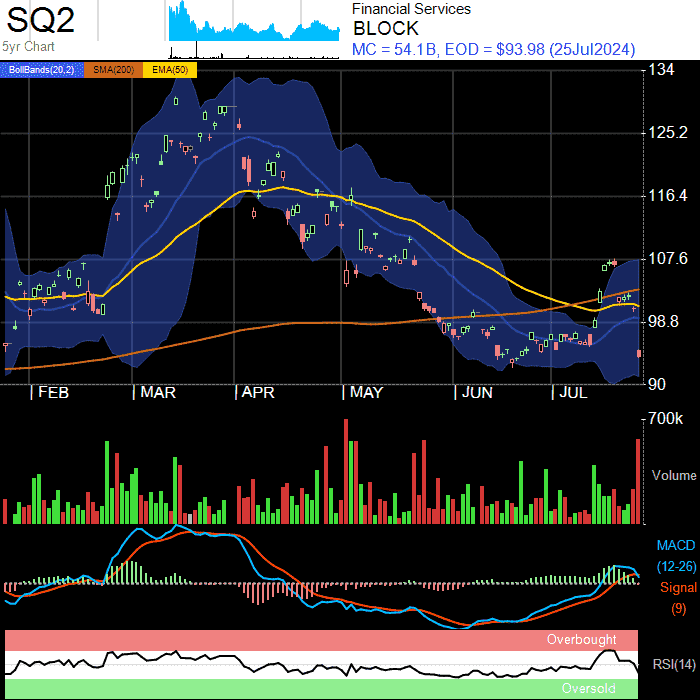 SQ2
5yr Chart
Financial Services
BLOCK
MC = 54.1B, EOD = $93.98 (25Jul2024)
BollBands(20,2) SMA(200) EMA(50)
134
125.2
116.4
107.6
98.8
90
FEB MAR APR MAY JUN JUL
700k
Volume
MACD
(12-26)
Signal
(9)
Overbought
RSI(14)
Oversold